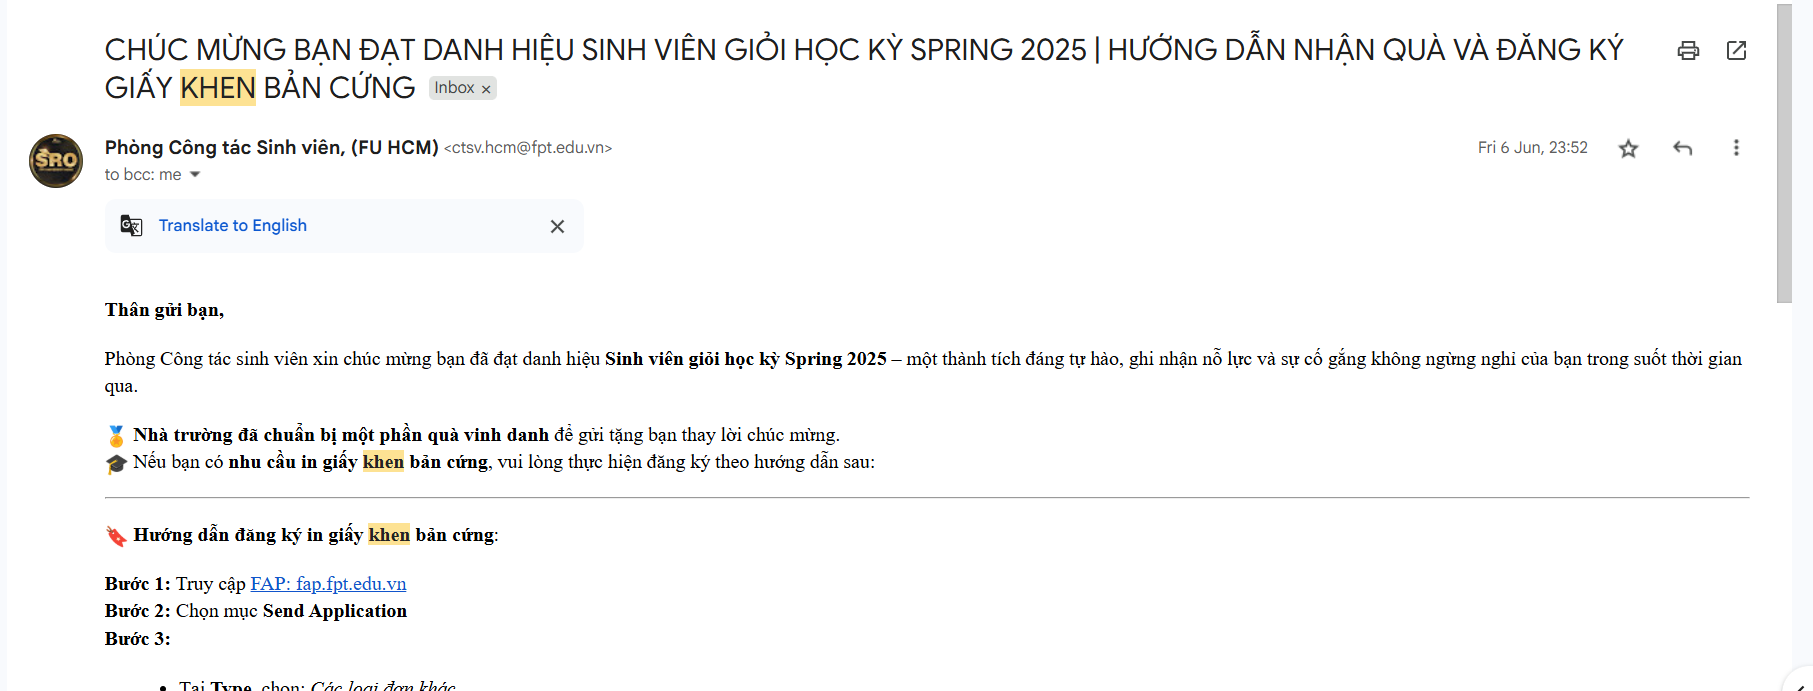 CHÚC MỪNG BẠN ĐẠT DANH HIỆU SINH VIÊN GIỎI HỌC KỲ SPRING 2025 | HƯỚNG DẪN NHẬN QUÀ VÀ ĐĂNG KÝ
GIẤY KHEN BẢN CỨNG Inbox ×
SRO
Phòng Công tác Sinh viên, (FU HCM) <ctsv.hcm@fpt.edu.vn>
Fri 6 Jun, 23:52
to bcc: me
Translate to English
Thân gửi bạn,
Phòng Công tác sinh viên xin chúc mừng bạn đã đạt danh hiệu Sinh viên giỏi học kỳ Spring 2025 – một thành tích đáng tự hào, ghi nhận nỗ lực và sự cố gắng không ngừng nghỉ của bạn trong suốt thời gian
qua.
🏅 Nhà trường đã chuẩn bị một phần quà vinh danh để gửi tặng bạn thay lời chúc mừng.
🎓 Nếu bạn có nhu cầu in giấy khen bản cứng, vui lòng thực hiện đăng ký theo hướng dẫn sau:
🔖 Hướng dẫn đăng ký in giấy khen bản cứng:
Bước 1: Truy cập FAP: fap.fpt.edu.vn
Bước 2: Chọn mục Send Application
Bước 3:
• Tại Type, chọn: Các loại đơn khác